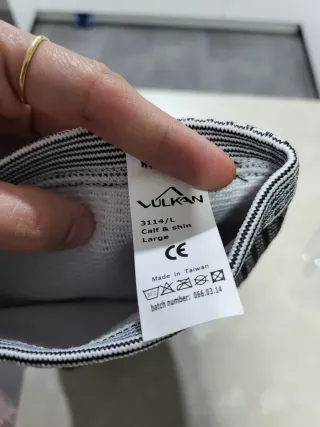 VULKAN
3114/L
Calf & shin
Large
CE
Made in Taiwan
batch number: 066.03.14